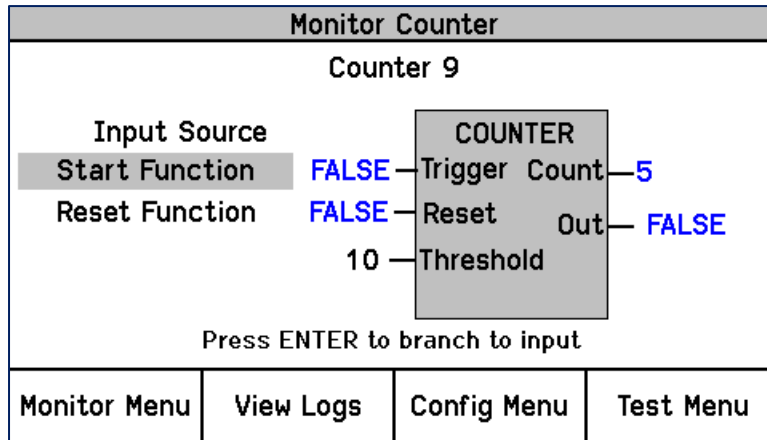 Monitor Counter
Counter 9
Input Source COUNTER
Start Function FALSE Trigger Count 5
Reset Function FALSE Reset Out FALSE
10 Threshold
Press ENTER to branch to input
Monitor Menu View Logs Config Menu Test Menu